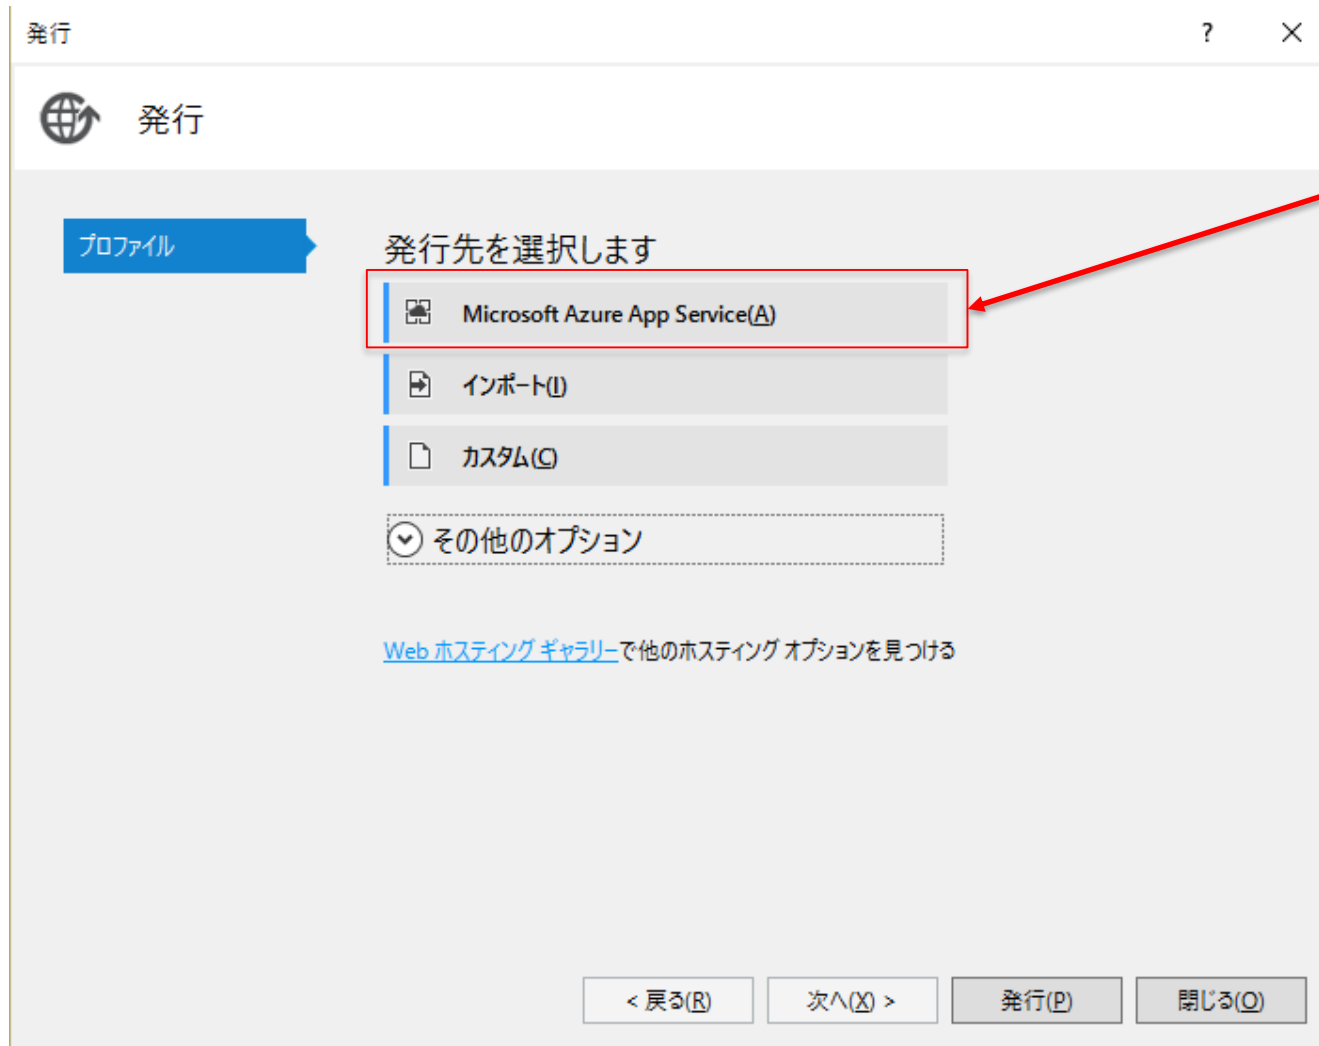 発行
?
発行
プロファイル
発行先を選択します
Microsoft Azure App Service(A)
インポート(I)
カスタム(C)
その他のオプション
Web ホスティング ギャラリーで他のホスティング オプションを見つける
< 戻る(R)
次へ(X) >
発行(P)
閉じる(O)